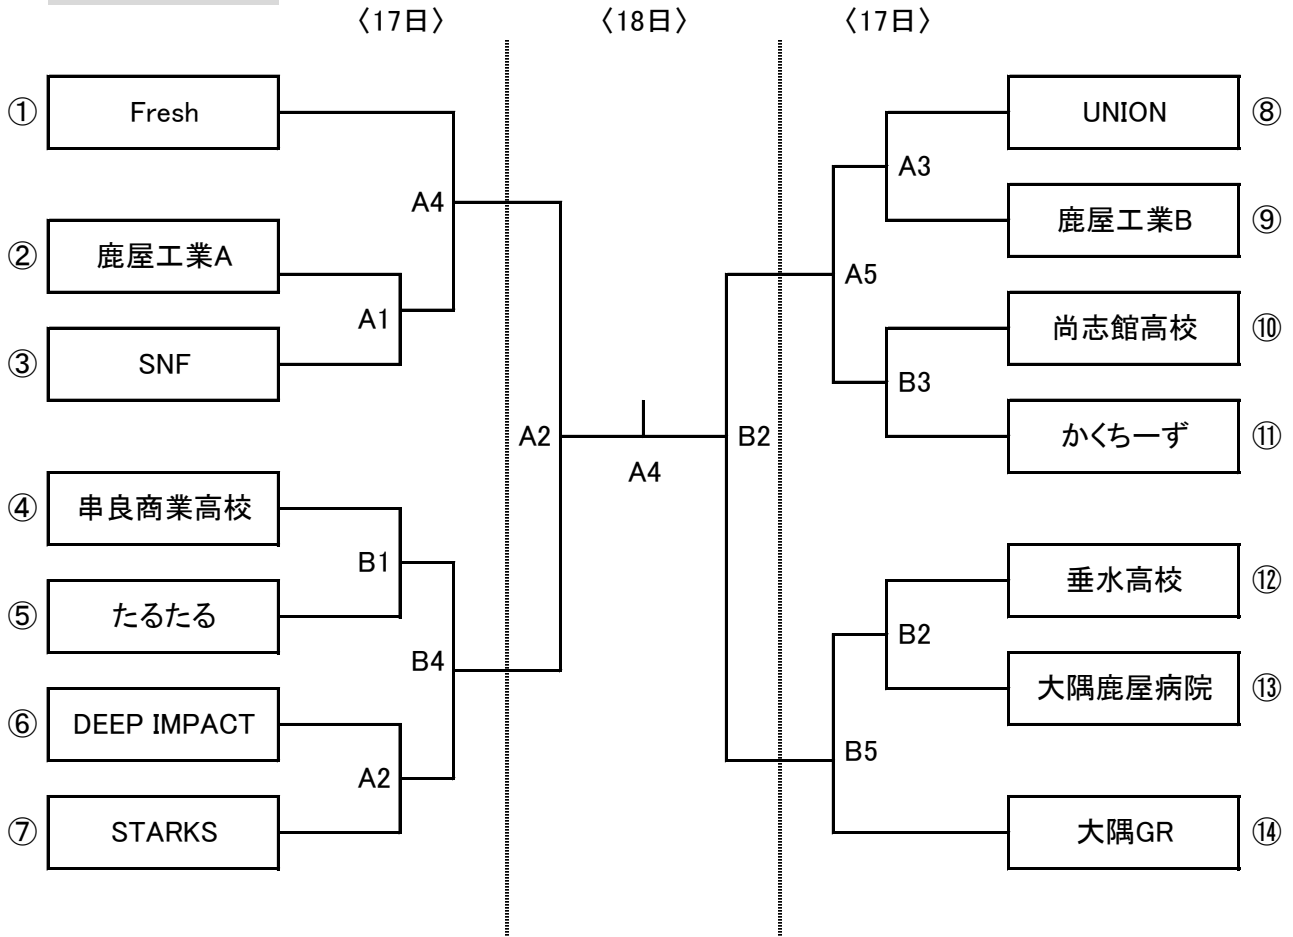 〈17日〉 〈18日〉 〈17日〉
① Fresh
A4
② 鹿屋工業A
A1
③ SNF
A2
④ 串良商業高校
B1
⑤ たるたる
B4
⑥ DEEP IMPACT
A2
⑦ STARKS
A4
UNION ⑧
A3
鹿屋工業B ⑨
A5
尚志館高校 ⑩
B3
かくちーず ⑪
B2
垂水高校 ⑫
B2
大隅鹿屋病院 ⑬
B5
大隅GR ⑭